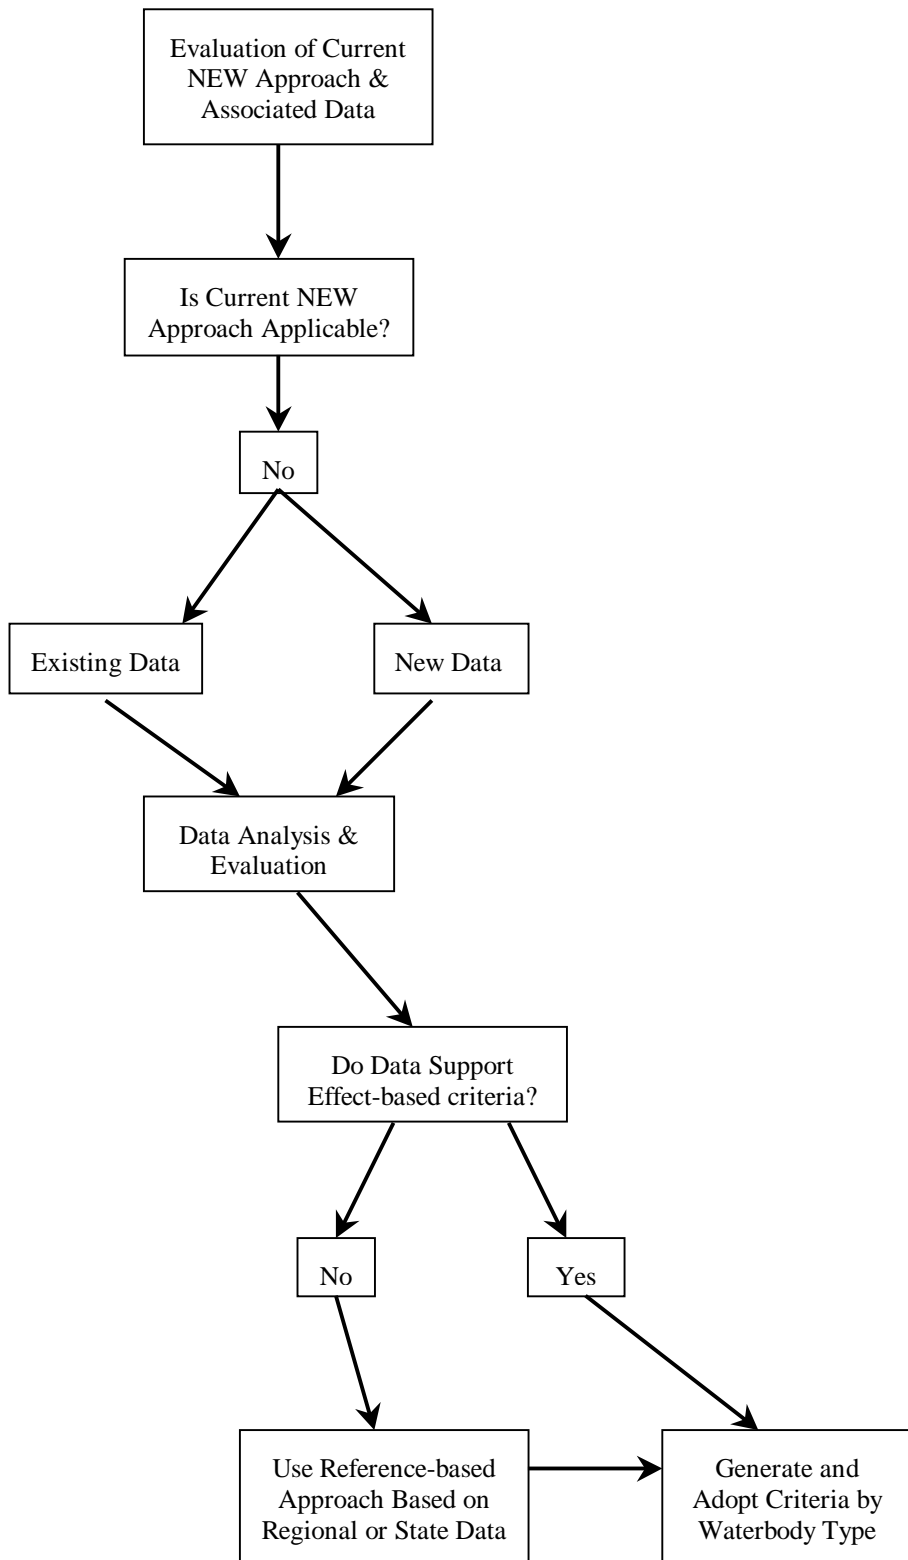 Evaluation of Current
NEW Approach &
Associated Data
Is Current NEW
Approach Applicable?
No
Existing Data
New Data
Data Analysis &
Evaluation
Do Data Support
Effect-based criteria?
No
Yes
Use Reference-based
Approach Based on
Regional or State Data
Generate and
Adopt Criteria by
Waterbody Type